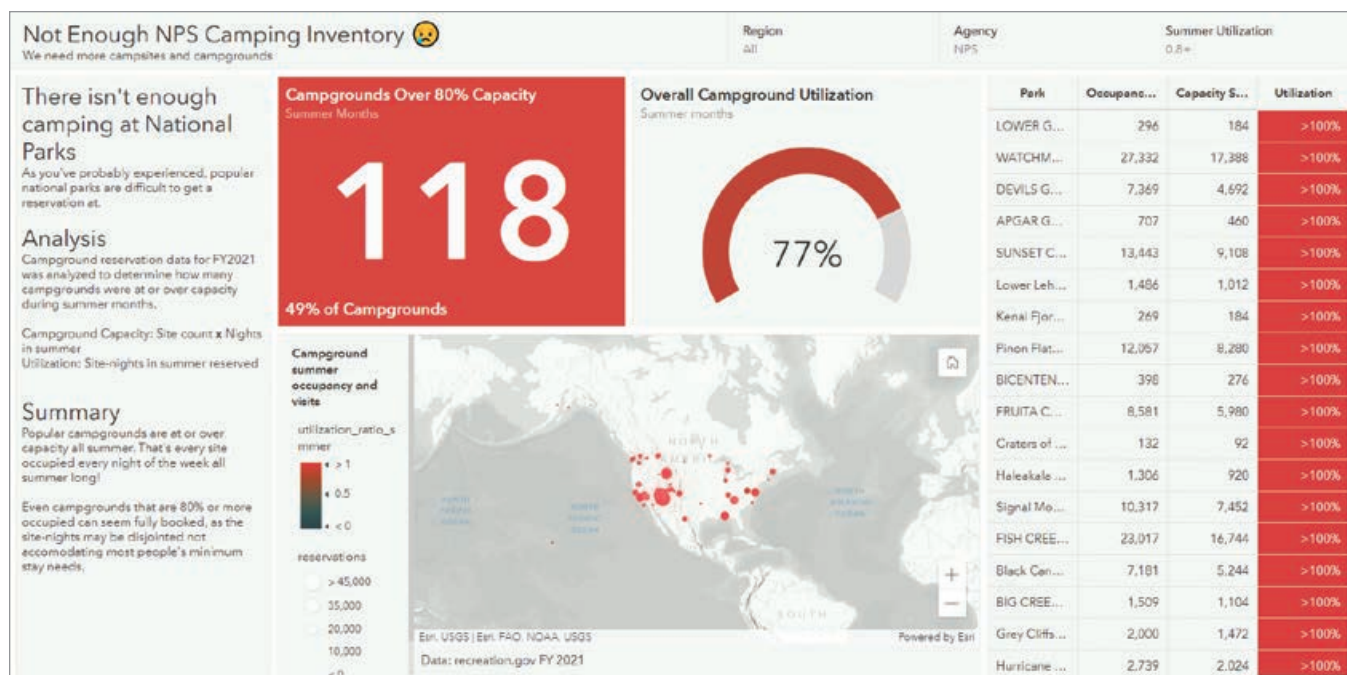 Not Enough NPS Camping Inventory 😥
We need more campsites and campgrounds
Region
All
Agency
NPS
Summer Utilization
0.8+
There isn't enough
camping at National
Parks
As you've probably experienced, popular
national parks are difficult to get a
reservation at.
Analysis
Campground reservation data for FY2021
was analyzed to determine how many
campgrounds were at or over capacity
during summer months.
Campground Capacity: Site count x Nights
in summer
Utilization: Site-nights in summer reserved
Summary
Popular campgrounds are at or over
capacity all summer. That's every site
occupied every night of the week all
summer long!
Even campgrounds that are 80% or more
occupied can seem fully booked, as the
site-nights may be disjointed not
accomodating most people's minimum
stay needs.
Campgrounds Over 80% Capacity
Summer Months
118
49% of Campgrounds
Overall Campground Utilization
Summer months
77%
Campground
summer
occupancy and
visits
utilization_ratio_s
mmer
> 1
0.5
< 0
reservations
> 45,000
35,000
20,000
10,000
< 0
NORTH
AMERICA
SOUTH
+
−
Esri, USGS | Esri, FAO, NOAA, USGS
Powered by Esri
Data: recreation.gov FY 2021
Park Occupanc... Capacity S... Utilization
LOWER G... 296 184 >100%
WATCHM... 27,332 17,388 >100%
DEVILS G... 7,369 4,692 >100%
APGAR G... 707 460 >100%
SUNSET C... 13,443 9,108 >100%
Lower Leh... 1,486 1,012 >100%
Kenai Fjor... 269 184 >100%
Pinon Flat... 12,057 8,280 >100%
BICENTEN... 398 276 >100%
FRUITA C... 8,581 5,980 >100%
Craters of ... 132 92 >100%
Haleakala ... 1,306 920 >100%
Signal Mo... 10,317 7,452 >100%
FISH CREE... 23,017 16,744 >100%
Black Can... 7,181 5,244 >100%
BIG CREE... 1,509 1,104 >100%
Grey Cliffs... 2,000 1,472 >100%
Hurricane ... 2,739 2,024 >100%